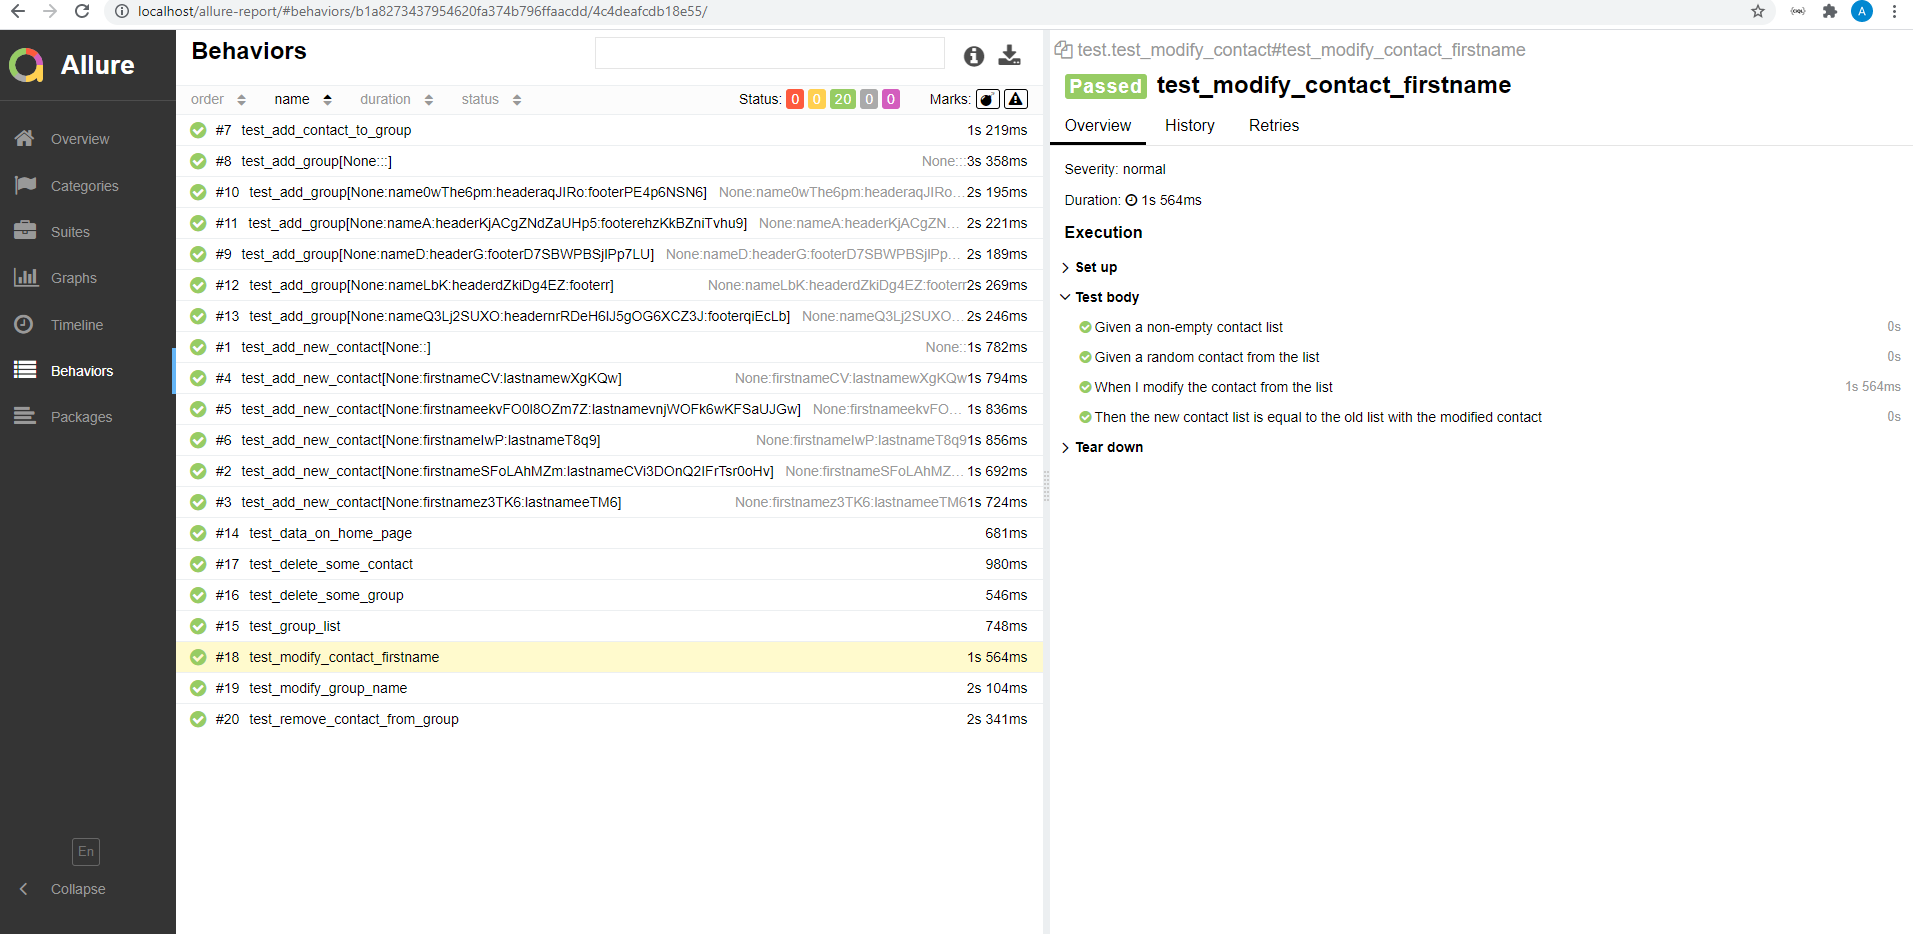 localhost/allure-report/#behaviors/b1a8273437954620fa374b796ffaacdd/4c4deafcdb18e55/
A
Allure
Overview
Categories
Suites
Graphs
Timeline
Behaviors
Packages
En
Collapse
Behaviors
order name duration status Status: 0 0 20 0 0 Marks:
#7 test_add_contact_to_group 1s 219ms
#8 test_add_group[None:::] None:::3s 358ms
#10 test_add_group[None:name0wThe6pm:headeraqJIRo:footerPE4p6NSN6] None:name0wThe6pm:headeraqJIRo... 2s 195ms
#11 test_add_group[None:nameA:headerKjACgZNdZaUHp5:footerehzKkBZniTvhu9] None:nameA:headerKjACgZN... 2s 221ms
#9 test_add_group[None:nameD:headerG:footerD7SBWPBSjIPp7LU] None:nameD:headerG:footerD7SBWPBSjIPp... 2s 189ms
#12 test_add_group[None:nameLbK:headerdZkiDg4EZ:footerr] None:nameLbK:headerdZkiDg4EZ:footerr2s 269ms
#13 test_add_group[None:nameQ3Lj2SUXO:headernrRDeH6IJ5gOG6XCZ3J:footerqiEcLb] None:nameQ3Lj2SUXO... 2s 246ms
#1 test_add_new_contact[None::] None::1s 782ms
#4 test_add_new_contact[None:firstnameCV:lastnamewXgKQw] None:firstnameCV:lastnamewXgKQw1s 794ms
#5 test_add_new_contact[None:firstnameekvFO0I8OZm7Z:lastnamevnjWOFk6wKFSaUJGw] None:firstnameekvFO... 1s 836ms
#6 test_add_new_contact[None:firstnameIwP:lastnameT8q9] None:firstnameIwP:lastnameT8q91s 856ms
#2 test_add_new_contact[None:firstnameSFoLAhMZm:lastnameCVi3DOnQ2IFrTsr0oHv] None:firstnameSFoLAhMZ... 1s 692ms
#3 test_add_new_contact[None:firstnamez3TK6:lastnameeTM6] None:firstnamez3TK6:lastnameeTM61s 724ms
#14 test_data_on_home_page 681ms
#17 test_delete_some_contact 980ms
#16 test_delete_some_group 546ms
#15 test_group_list 748ms
#18 test_modify_contact_firstname 1s 564ms
#19 test_modify_group_name 2s 104ms
#20 test_remove_contact_from_group 2s 341ms
test.test_modify_contact#test_modify_contact_firstname
Passed test_modify_contact_firstname
Overview History Retries
Severity: normal
Duration: 1s 564ms
Execution
Set up
Test body
Given a non-empty contact list 0s
Given a random contact from the list 0s
When I modify the contact from the list 1s 564ms
Then the new contact list is equal to the old list with the modified contact 0s
Tear down